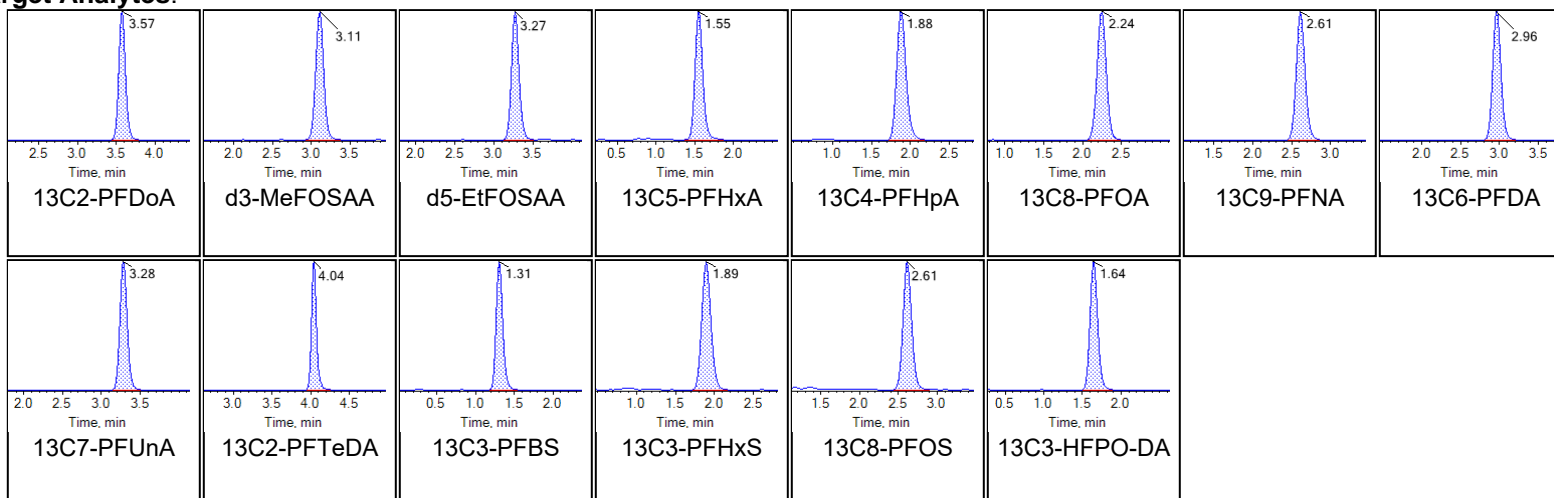 rget Analytes:
3.57 3.11 3.27 1.55 1.88 2.24 2.61 2.96
2.5 3.0 3.5 4.0 2.0 2.5 3.0 3.5 2.0 2.5 3.0 3.5 0.5 1.0 1.5 2.0 1.0 1.5 2.0 2.5 1.0 1.5 2.0 2.5 1.5 2.0 2.5 3.0 2.0 2.5 3.0 3.5
Time, min Time, min Time, min Time, min Time, min Time, min Time, min Time, min
13C2-PFDoA d3-MeFOSAA d5-EtFOSAA 13C5-PFHxA 13C4-PFHpA 13C8-PFOA 13C9-PFNA 13C6-PFDA
3.28 4.04 1.31 1.89 2.61 1.64
2.0 2.5 3.0 3.5 3.0 3.5 4.0 4.5 0.5 1.0 1.5 2.0 1.0 1.5 2.0 2.5 1.5 2.0 2.5 3.0 0.5 1.0 1.5 2.0
Time, min Time, min Time, min Time, min Time, min Time, min
13C7-PFUnA 13C2-PFTeDA 13C3-PFBS 13C3-PFHxS 13C8-PFOS 13C3-HFPO-DA